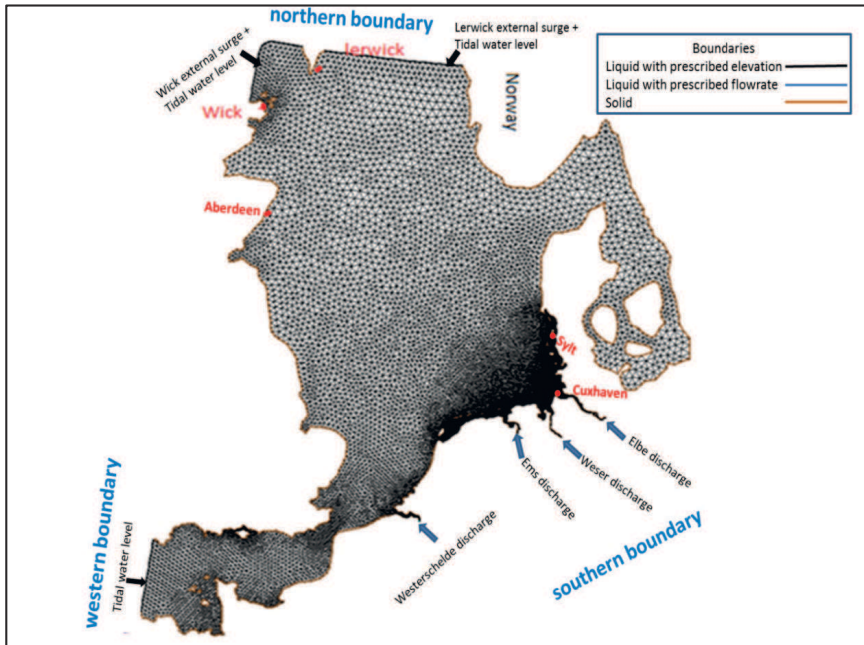 northern boundary
Wick external surge +
Tidal water level
lerwick
Lerwick external surge +
Tidal water level
Norway
Boundaries
Liquid with prescribed elevation
Liquid with prescribed flowrate
Solid
Wick
Aberdeen
Sylt
Cuxhaven
Elbe discharge
Weser discharge
Ems discharge
Westerschelde discharge
southern boundary
western boundary
Tidal water level